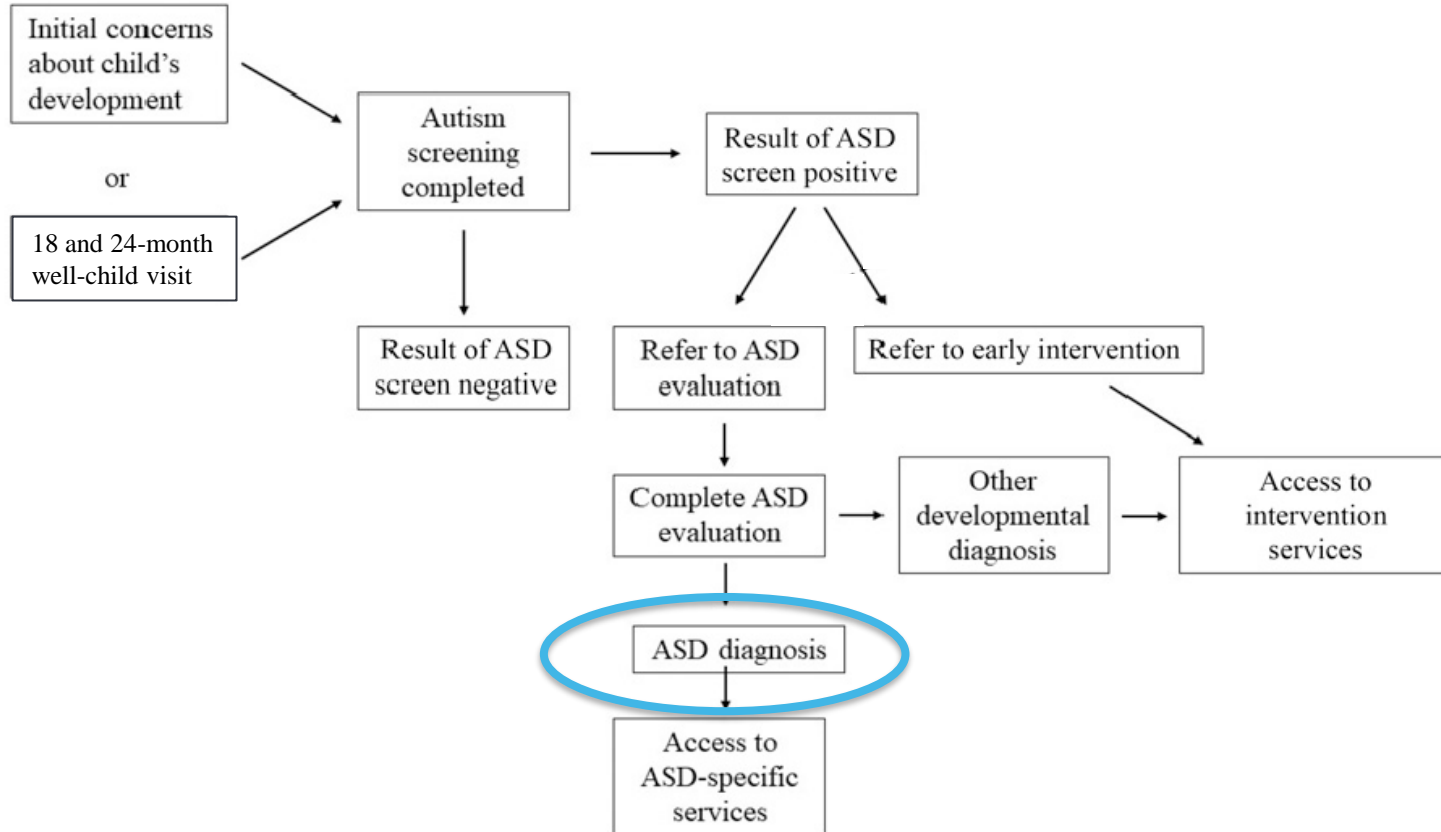 Initial concerns
about child's
development
or
18 and 24-month
well-child visit
Autism
screening
completed
Result of ASD
screen positive
Result of ASD
screen negative
Refer to ASD
evaluation
Refer to early intervention
Complete ASD
evaluation
Other
developmental
diagnosis
Access to
intervention
services
ASD diagnosis
Access to
ASD-specific
services